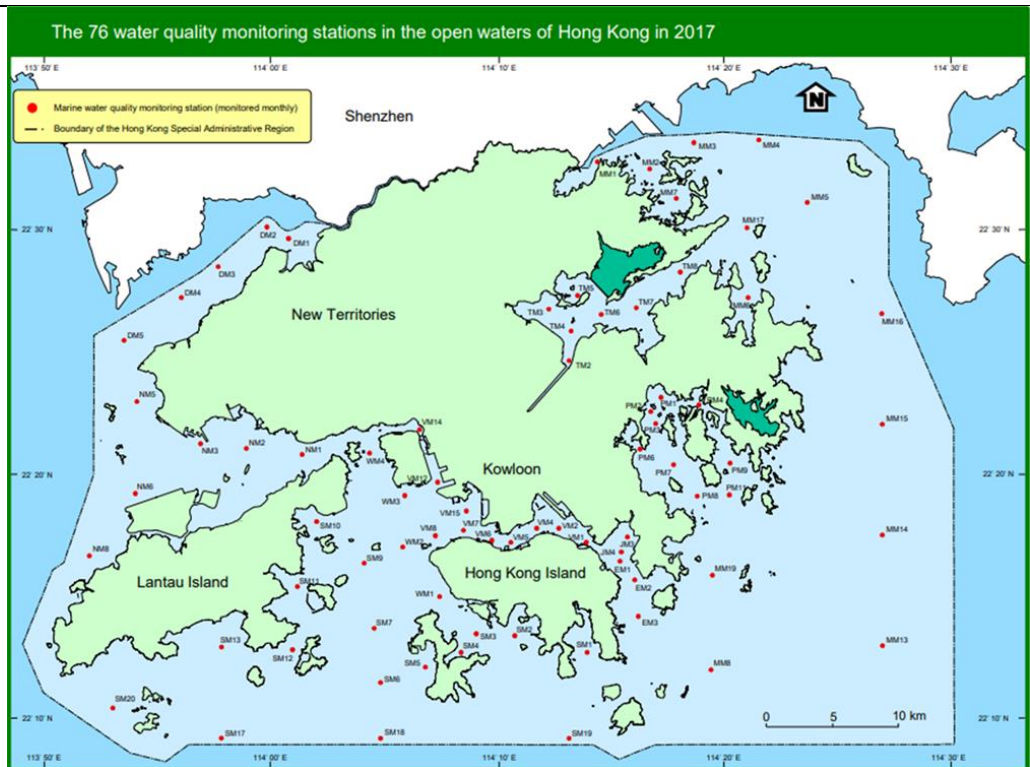 The 76 water quality monitoring stations in the open waters of Hong Kong in 2017
113° 50' E
114° 00' E
114° 10' E
114° 20' E
114° 30' E
Marine water quality monitoring station (monitored monthly)
Boundary of the Hong Kong Special Administrative Region
Shenzhen
N
MM3
MM4
MM2
MM1
MM7
MM5
MM17
22° 30' N
22° 30' N
DM2
DM1
DM3
DM4
TM8
TM5
TM7
TM6
TM3
MM6
New Territories
MM16
TM4
DM5
TM2
NM5
PM1
PM4
PM2
PM3
MM15
VM14
NM3
NM2
NM1
WM4
PM6
Kowloon
PM7
PM9
22° 20' N
22° 20' N
VM12
NM6
PM11
PM8
WM3
VM15
SM10
VM8
VM7
VM4
VM2
MM14
VM6
VM5
VM1
JM3
JM4
WM2
NM8
SM9
EM1
Hong Kong Island
MM19
Lantau Island
SM11
EM2
WM1
EM3
SM7
SM3
SM2
SM13
SM12
SM4
SM1
MM13
SM5
MM8
SM6
SM20
22° 10' N
22° 10' N
0
5
10 km
SM17
SM18
SM19
113° 50' E
114° 00' E
114° 10' E
114° 20' E
114° 30' E